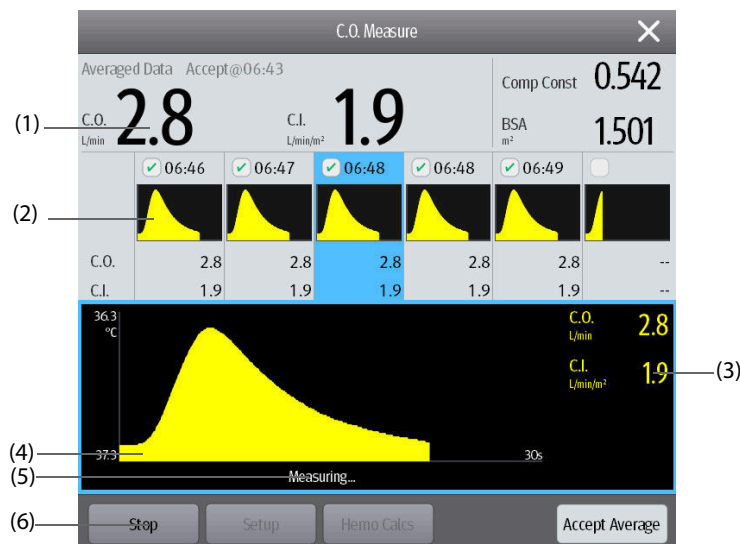 C.O. Measure
Averaged Data Accept@06:43
C.O.
L/min
2.8
C.I.
L/min/m²
1.9
Comp Const 0.542
BSA
m²
1.501
(1)
06:46 06:47 06:48 06:48 06:49
(2)
C.O. 2.8 2.8 2.8 2.8 2.8 --
C.I. 1.9 1.9 1.9 1.9 1.9 --
36.3
°C
C.O.
L/min
2.8
C.I.
L/min/m²
1.9
(3)
(4)
37.3
30s
(5)
Measuring...
(6)
Stop Setup Hemo Calcs Accept Average